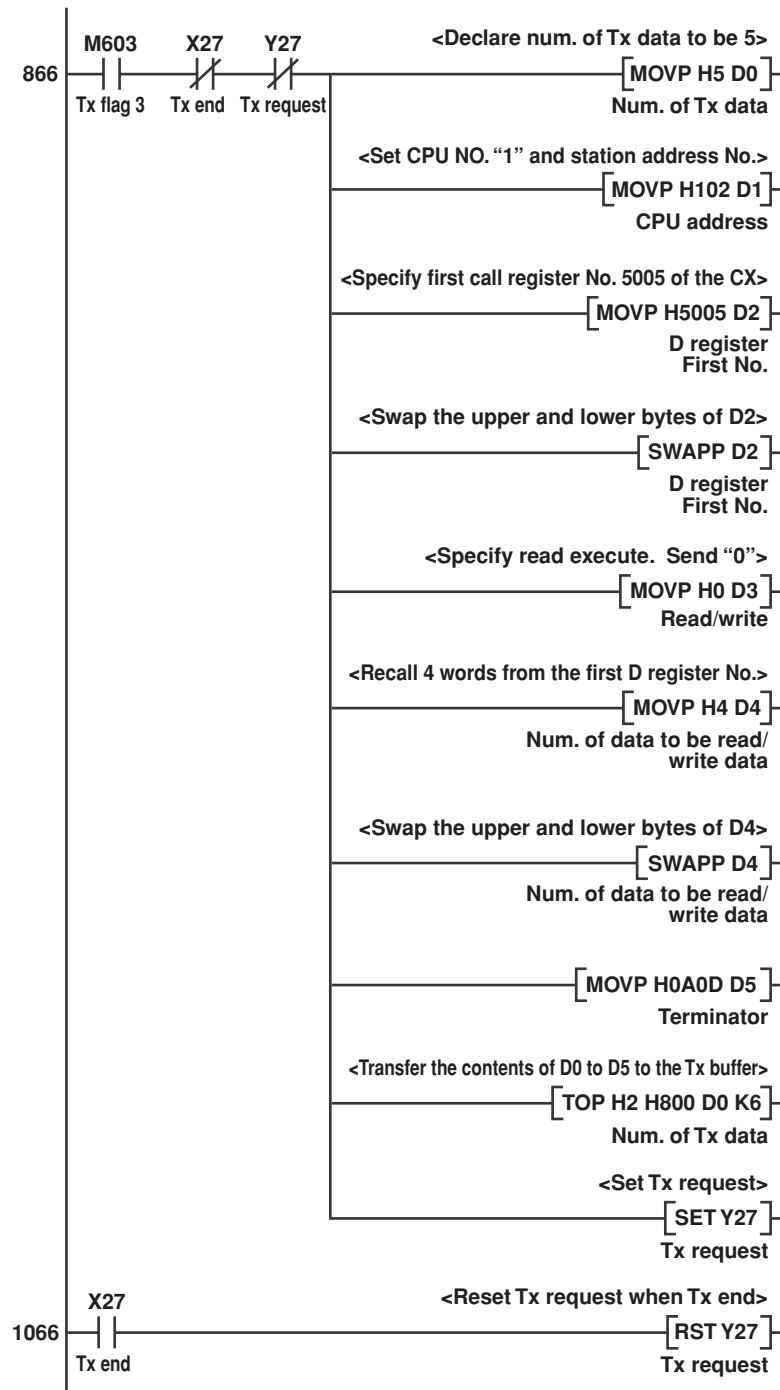 <Declare num. of Tx data to be 5>
M603 X27 Y27
866 MOVP H5 D0
Tx flag 3 Tx end Tx request Num. of Tx data
<Set CPU NO. “1” and station address No.>
MOVP H102 D1
CPU address
<Specify first call register No. 5005 of the CX>
MOVP H5005 D2
D register
First No.
<Swap the upper and lower bytes of D2>
SWAPP D2
D register
First No.
<Specify read execute. Send “0”>
MOVP H0 D3
Read/write
<Recall 4 words from the first D register No.>
MOVP H4 D4
Num. of data to be read/
write data
<Swap the upper and lower bytes of D4>
SWAPP D4
Num. of data to be read/
write data
MOVP H0A0D D5
Terminator
<Transfer the contents of D0 to D5 to the Tx buffer>
TOP H2 H800 D0 K6
Num. of Tx data
<Set Tx request>
SET Y27
Tx request
X27 <Reset Tx request when Tx end>
1066 RST Y27
Tx end Tx request